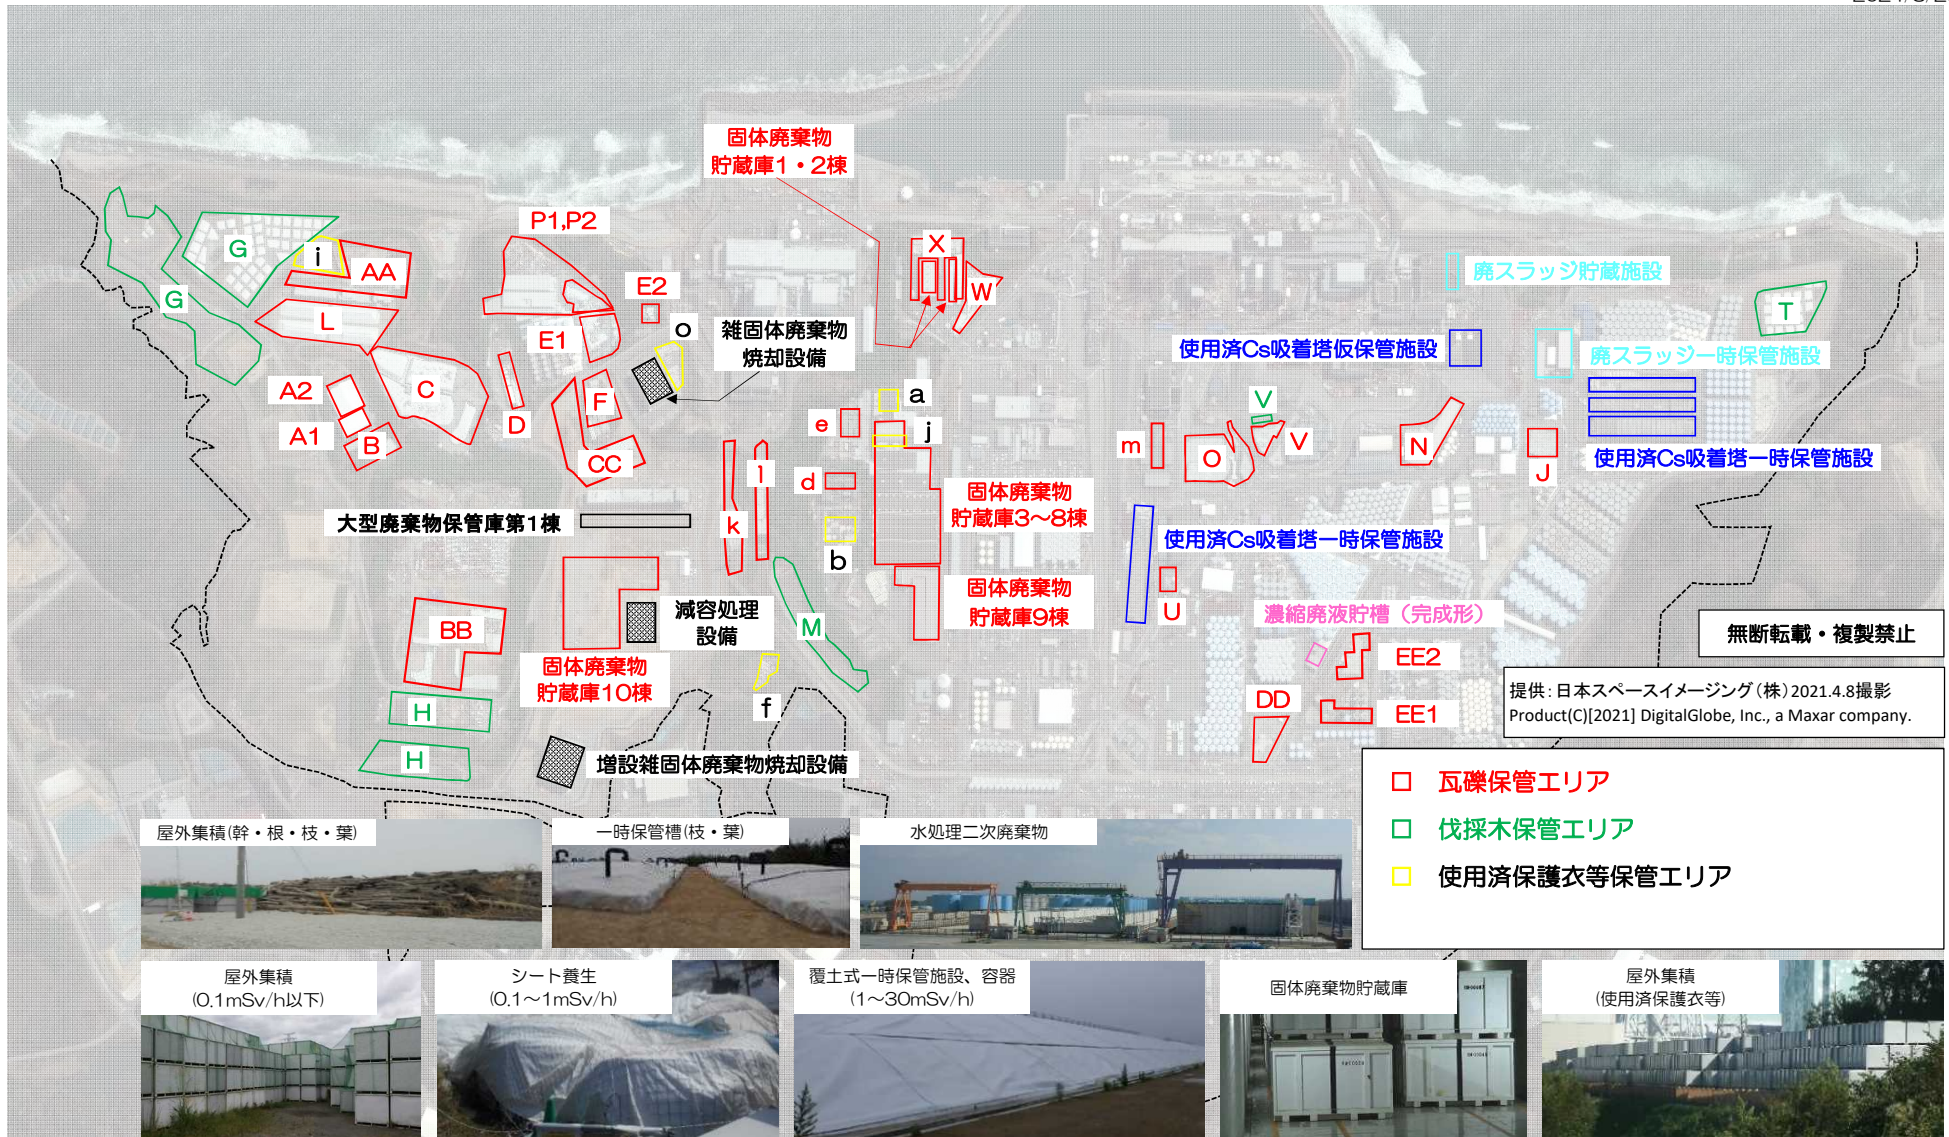 固体廃棄物
貯蔵庫1・2棟
P1,P2
X
G
i
AA
W
廃スラッジ貯蔵施設
G
E2
T
L
E1
o
雑固体廃棄物
焼却設備
使用済Cs吸着塔仮保管施設
廃スラッジ一時保管施設
A2
C
F
a
V
A1
B
D
e
j
m
O
V
N
J
使用済Cs吸着塔一時保管施設
CC
l
d
固体廃棄物
貯蔵庫3～8棟
大型廃棄物保管庫第1棟
k
b
使用済Cs吸着塔一時保管施設
固体廃棄物
貯蔵庫9棟
U
減容処理
設備
M
濃縮廃液貯槽（完成形）
BB
無断転載・複製禁止
固体廃棄物
貯蔵庫10棟
EE2
提供：日本スペースイメージング（株）2021.4.8撮影
Product(C)[2021] DigitalGlobe, Inc., a Maxar company.
H
f
DD
EE1
H
増設雑固体廃棄物焼却設備
瓦礫保管エリア
伐採木保管エリア
使用済保護衣等保管エリア
屋外集積(幹・根・枝・葉)
一時保管槽(枝・葉)
水処理二次廃棄物
屋外集積
(0.1mSv/h以下)
シート養生
(0.1～1mSv/h)
覆土式一時保管施設、容器
(1～30mSv/h)
固体廃棄物貯蔵庫
屋外集積
(使用済保護衣等)